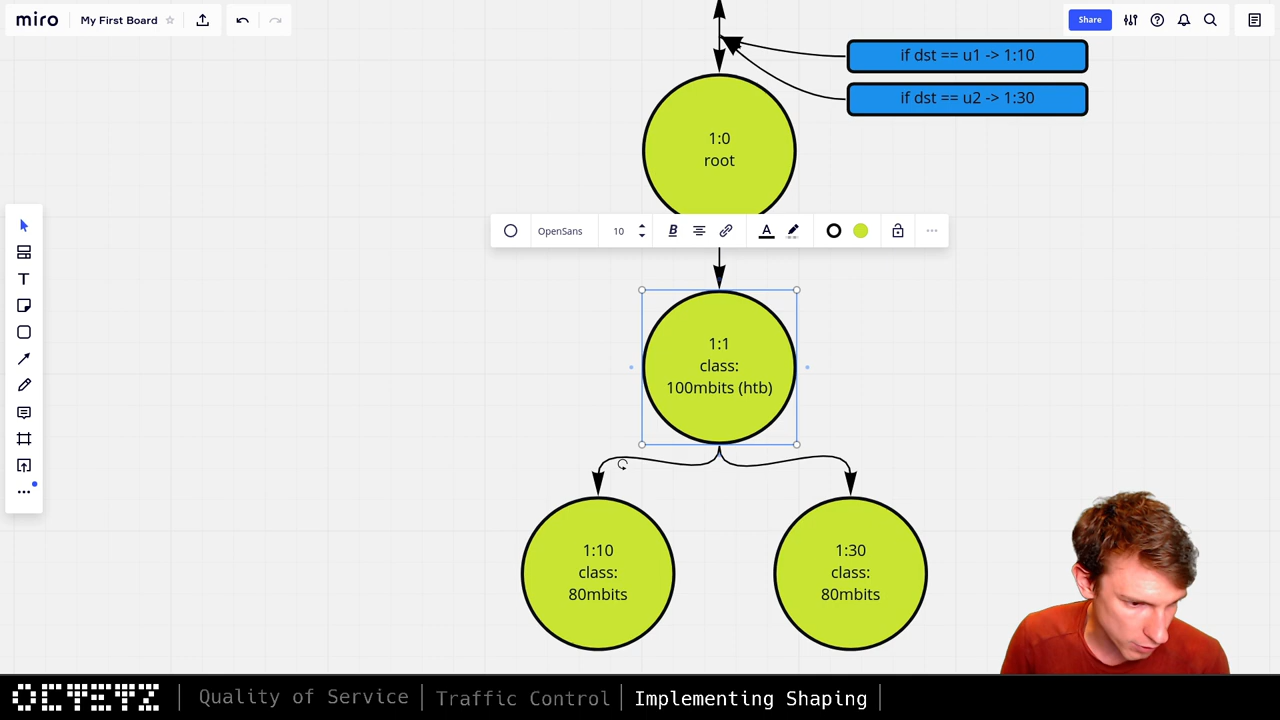 miro
My First Board
Share
if dst == u1 -> 1:10
if dst == u2 -> 1:30
1:0
root
OpenSans
10
B
A
T
1:1
class:
100mbits (htb)
1:10
class:
80mbits
1:30
class:
80mbits
OCTETZ
Quality of Service
Traffic Control
Implementing Shaping